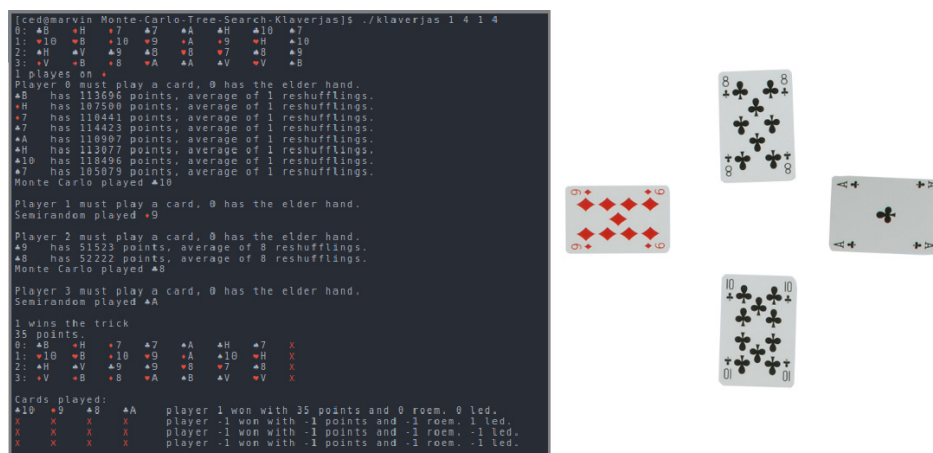 [ced@marvin Monte-Carlo-Tree-Search-Klaverjas]$ ./klaverjas 1 4 1 4
0: ♣B ♦H ♦7 ♣7 ♠A ♣H ♣10 ♠7
1: ♥10 ♥B ♦10 ♥9 ♦A ♦9 ♥H ♠10
2: ♠H ♠V ♣9 ♣8 ♥8 ♥7 ♠8 ♠9
3: ♦V ♦B ♦8 ♥A ♣A ♣V ♥V ♠B
1 playes on ♦
Player 0 must play a card, 0 has the elder hand.
♣B has 113696 points, average of 1 reshufflings.
♦H has 107500 points, average of 1 reshufflings.
♦7 has 110441 points, average of 1 reshufflings.
♣7 has 114423 points, average of 1 reshufflings.
♠A has 110907 points, average of 1 reshufflings.
♣H has 113077 points, average of 1 reshufflings.
♣10 has 118496 points, average of 1 reshufflings.
♠7 has 105079 points, average of 1 reshufflings.
Monte Carlo played ♣10
Player 1 must play a card, 0 has the elder hand.
Semirandom played ♦9
Player 2 must play a card, 0 has the elder hand.
♣9 has 51523 points, average of 8 reshufflings.
♣8 has 52222 points, average of 8 reshufflings.
Monte Carlo played ♣8
Player 3 must play a card, 0 has the elder hand.
Semirandom played ♣A
1 wins the trick
35 points.
0: ♣B ♦H ♦7 ♣7 ♠A ♣H ♠7 X
1: ♥10 ♥B ♦10 ♥9 ♦A ♠10 ♥H X
2: ♠H ♠V ♣9 ♠9 ♥8 ♥7 ♠8 X
3: ♦V ♦B ♦8 ♥A ♠B ♣V ♥V X
Cards played:
♣10 ♦9 ♣8 ♣A player 1 won with 35 points and 0 roem. 0 led.
X X X X player -1 won with -1 points and -1 roem. 1 led.
X X X X player -1 won with -1 points and -1 roem. -1 led.
X X X X player -1 won with -1 points and -1 roem. -1 led.
8 8
8 8
9 9
9 9
A A
A A
10 10
10 10